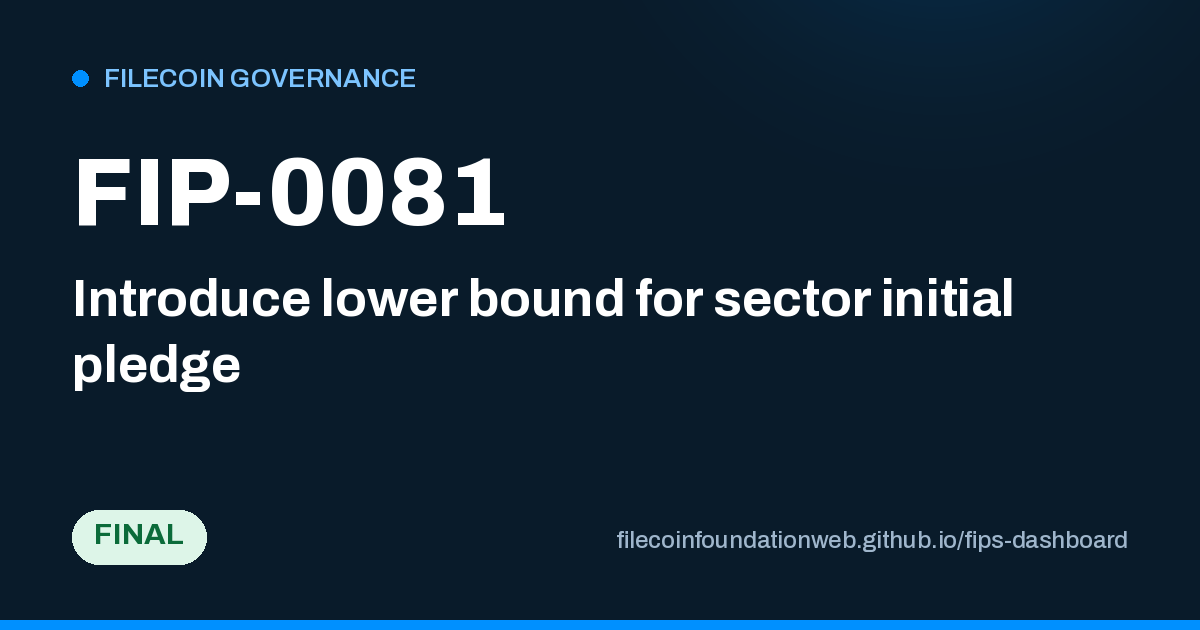 FILECOIN GOVERNANCE
FIP-0081
Introduce lower bound for sector initial
pledge
FINAL
filecoinfoundationweb.github.io/fips-dashboard